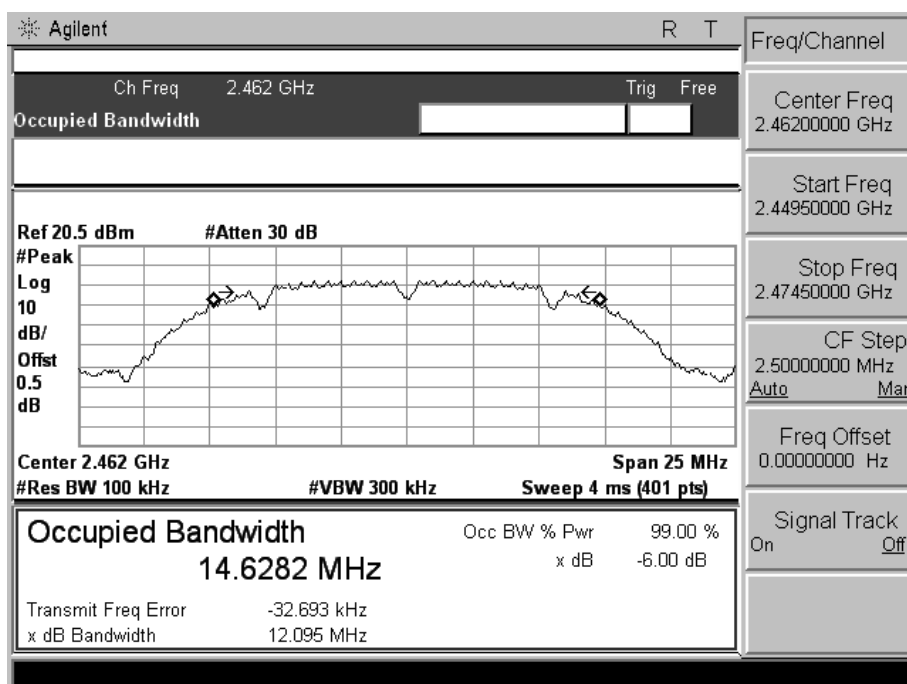 Agilent R T
Freq/Channel
Ch Freq 2.462 GHz Trig Free
Occupied Bandwidth
Center Freq
2.46200000 GHz
Start Freq
2.44950000 GHz
Stop Freq
2.47450000 GHz
CF Step
2.50000000 MHz
Auto Man
Freq Offset
0.00000000 Hz
Signal Track
On Off
Ref 20.5 dBm #Atten 30 dB
#Peak
Log
10
dB/
Offst
0.5
dB
Center 2.462 GHz Span 25 MHz
#Res BW 100 kHz #VBW 300 kHz Sweep 4 ms (401 pts)
Occupied Bandwidth Occ BW % Pwr 99.00 %
14.6282 MHz x dB -6.00 dB
Transmit Freq Error -32.693 kHz
x dB Bandwidth 12.095 MHz